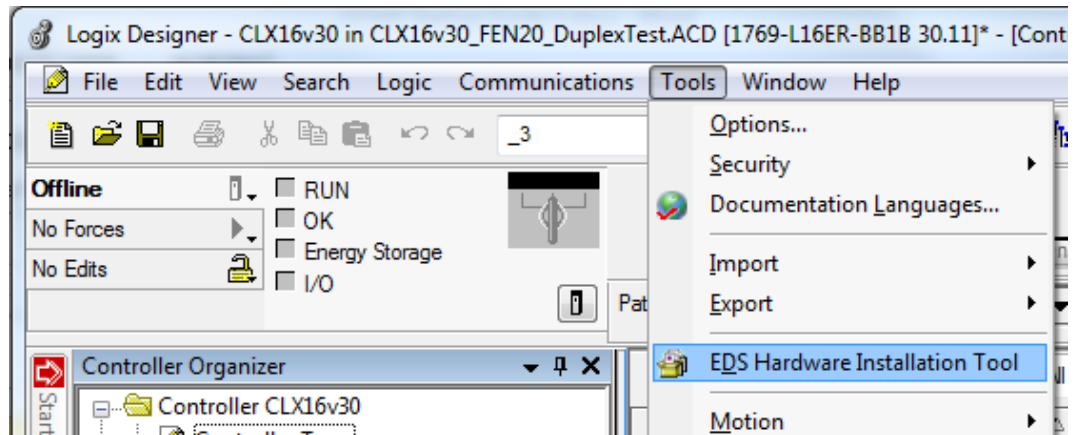 Logix Designer - CLX16v30 in CLX16v30_FEN20_DuplexTest.ACD [1769-L16ER-BB1B 30.11]* - [Cont
File Edit View Search Logic Communications Tools Window Help
_3
Options...
Security
Documentation Languages...
Import
Export
EDS Hardware Installation Tool
Motion
Offline
RUN
No Forces
OK
Energy Storage
No Edits
I/O
Pat
Controller Organizer
Start
Controller CLX16v30